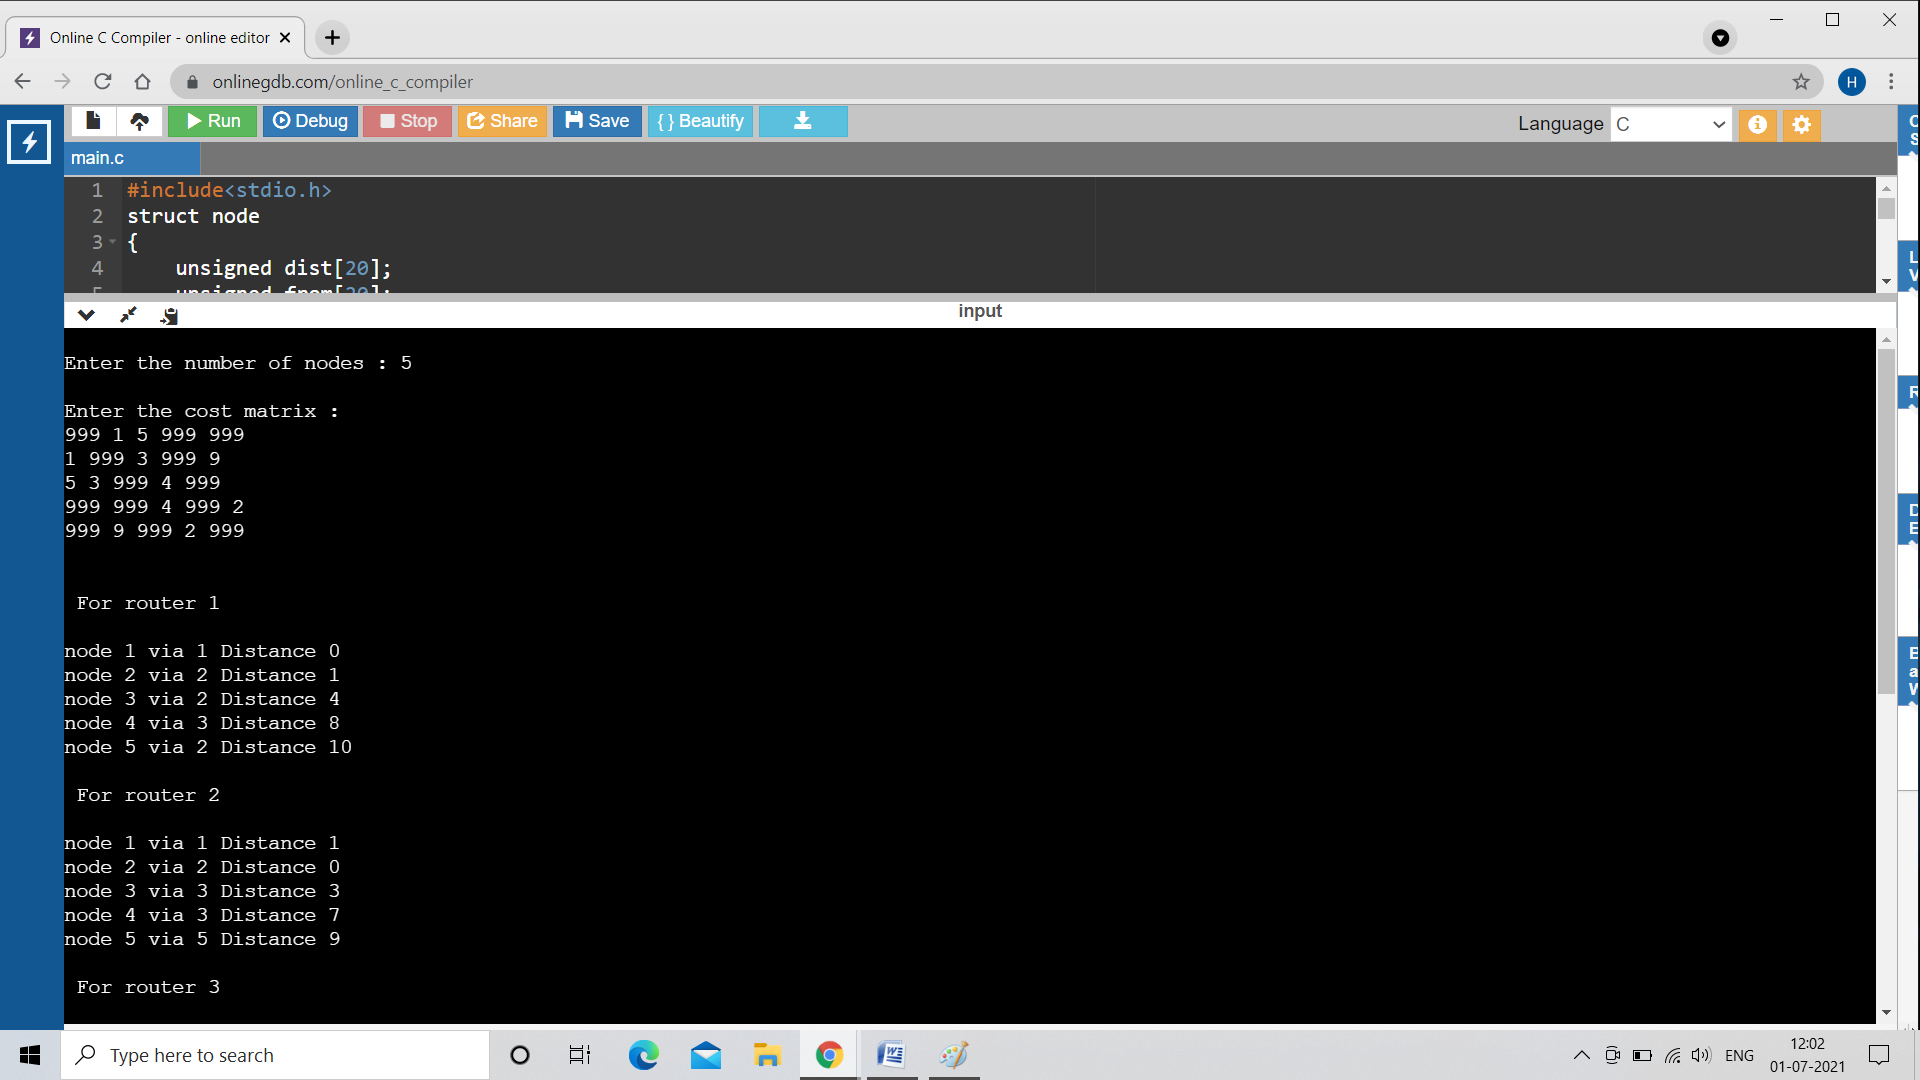 Online C Compiler - online editor
onlinegdb.com/online_c_compiler
H
Run Debug Stop Share Save { } Beautify
Language C
main.c
1 #include<stdio.h>
2 struct node
3 {
4 unsigned dist[20];
5 unsigned from[20];
input
Enter the number of nodes : 5
Enter the cost matrix :
999 1 5 999 999
1 999 3 999 9
5 3 999 4 999
999 999 4 999 2
999 9 999 2 999
For router 1
node 1 via 1 Distance 0
node 2 via 2 Distance 1
node 3 via 2 Distance 4
node 4 via 3 Distance 8
node 5 via 2 Distance 10
For router 2
node 1 via 1 Distance 1
node 2 via 2 Distance 0
node 3 via 3 Distance 3
node 4 via 3 Distance 7
node 5 via 5 Distance 9
For router 3
Type here to search
ENG
12:02
01-07-2021